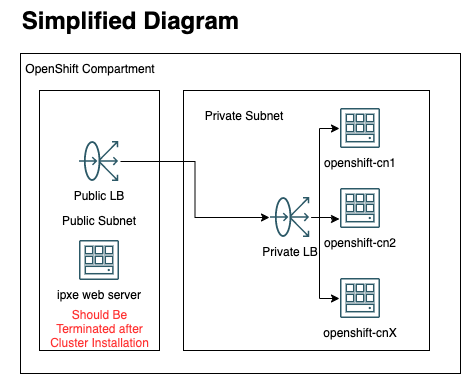 Simplified Diagram
OpenShift Compartment
Private Subnet
openshift-cn1
Public LB
Public Subnet
openshift-cn2
Private LB
ipxe web server
Should Be
Terminated after
Cluster Installation
openshift-cnX